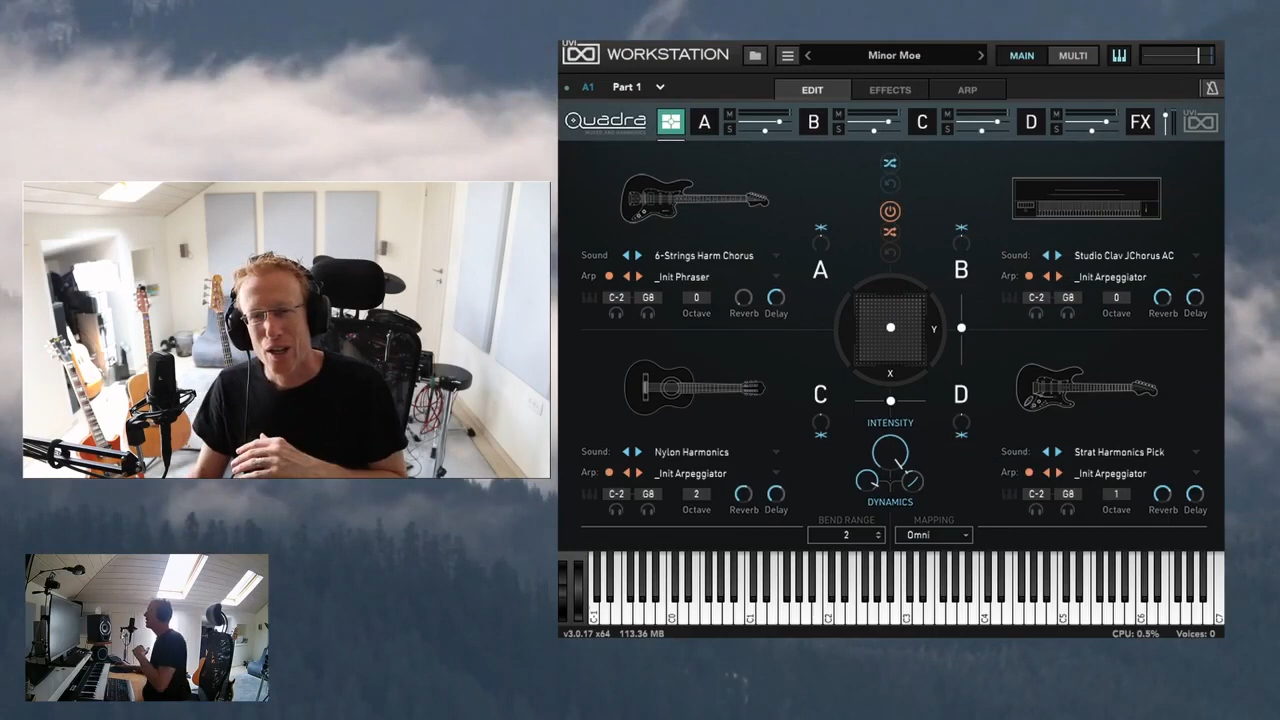 UVI WORKSTATION Minor Moe MAIN MULTI
A1 Part 1 EDIT EFFECTS ARP
Quadra A M S B M S C M S D M S FX UVI
Sound 6-Strings Harm Chorus
Arp _Init Phraser
C-2 G8 0
Octave Reverb Delay
A B
Sound: Studio Clav JChorus AC
Arp: _Init Arpeggiator
C-2 G8 0
Octave Reverb Delay
Y
X
C D
Sound: Nylon Harmonics
Arp: _Init Arpeggiator
C-2 G8 2
Octave Reverb Delay
INTENSITY
DYNAMICS
Sound: Strat Harmonics Pick
Arp: _Init Arpeggiator
C-2 G8 1
Octave Reverb Delay
BEND RANGE MAPPING
2 Omni
C-1 C0 C1 C2 C3 C4 C5 C6 C7
v3.0.17 x64 113.36 MB CPU: 0.5% Voices: 0